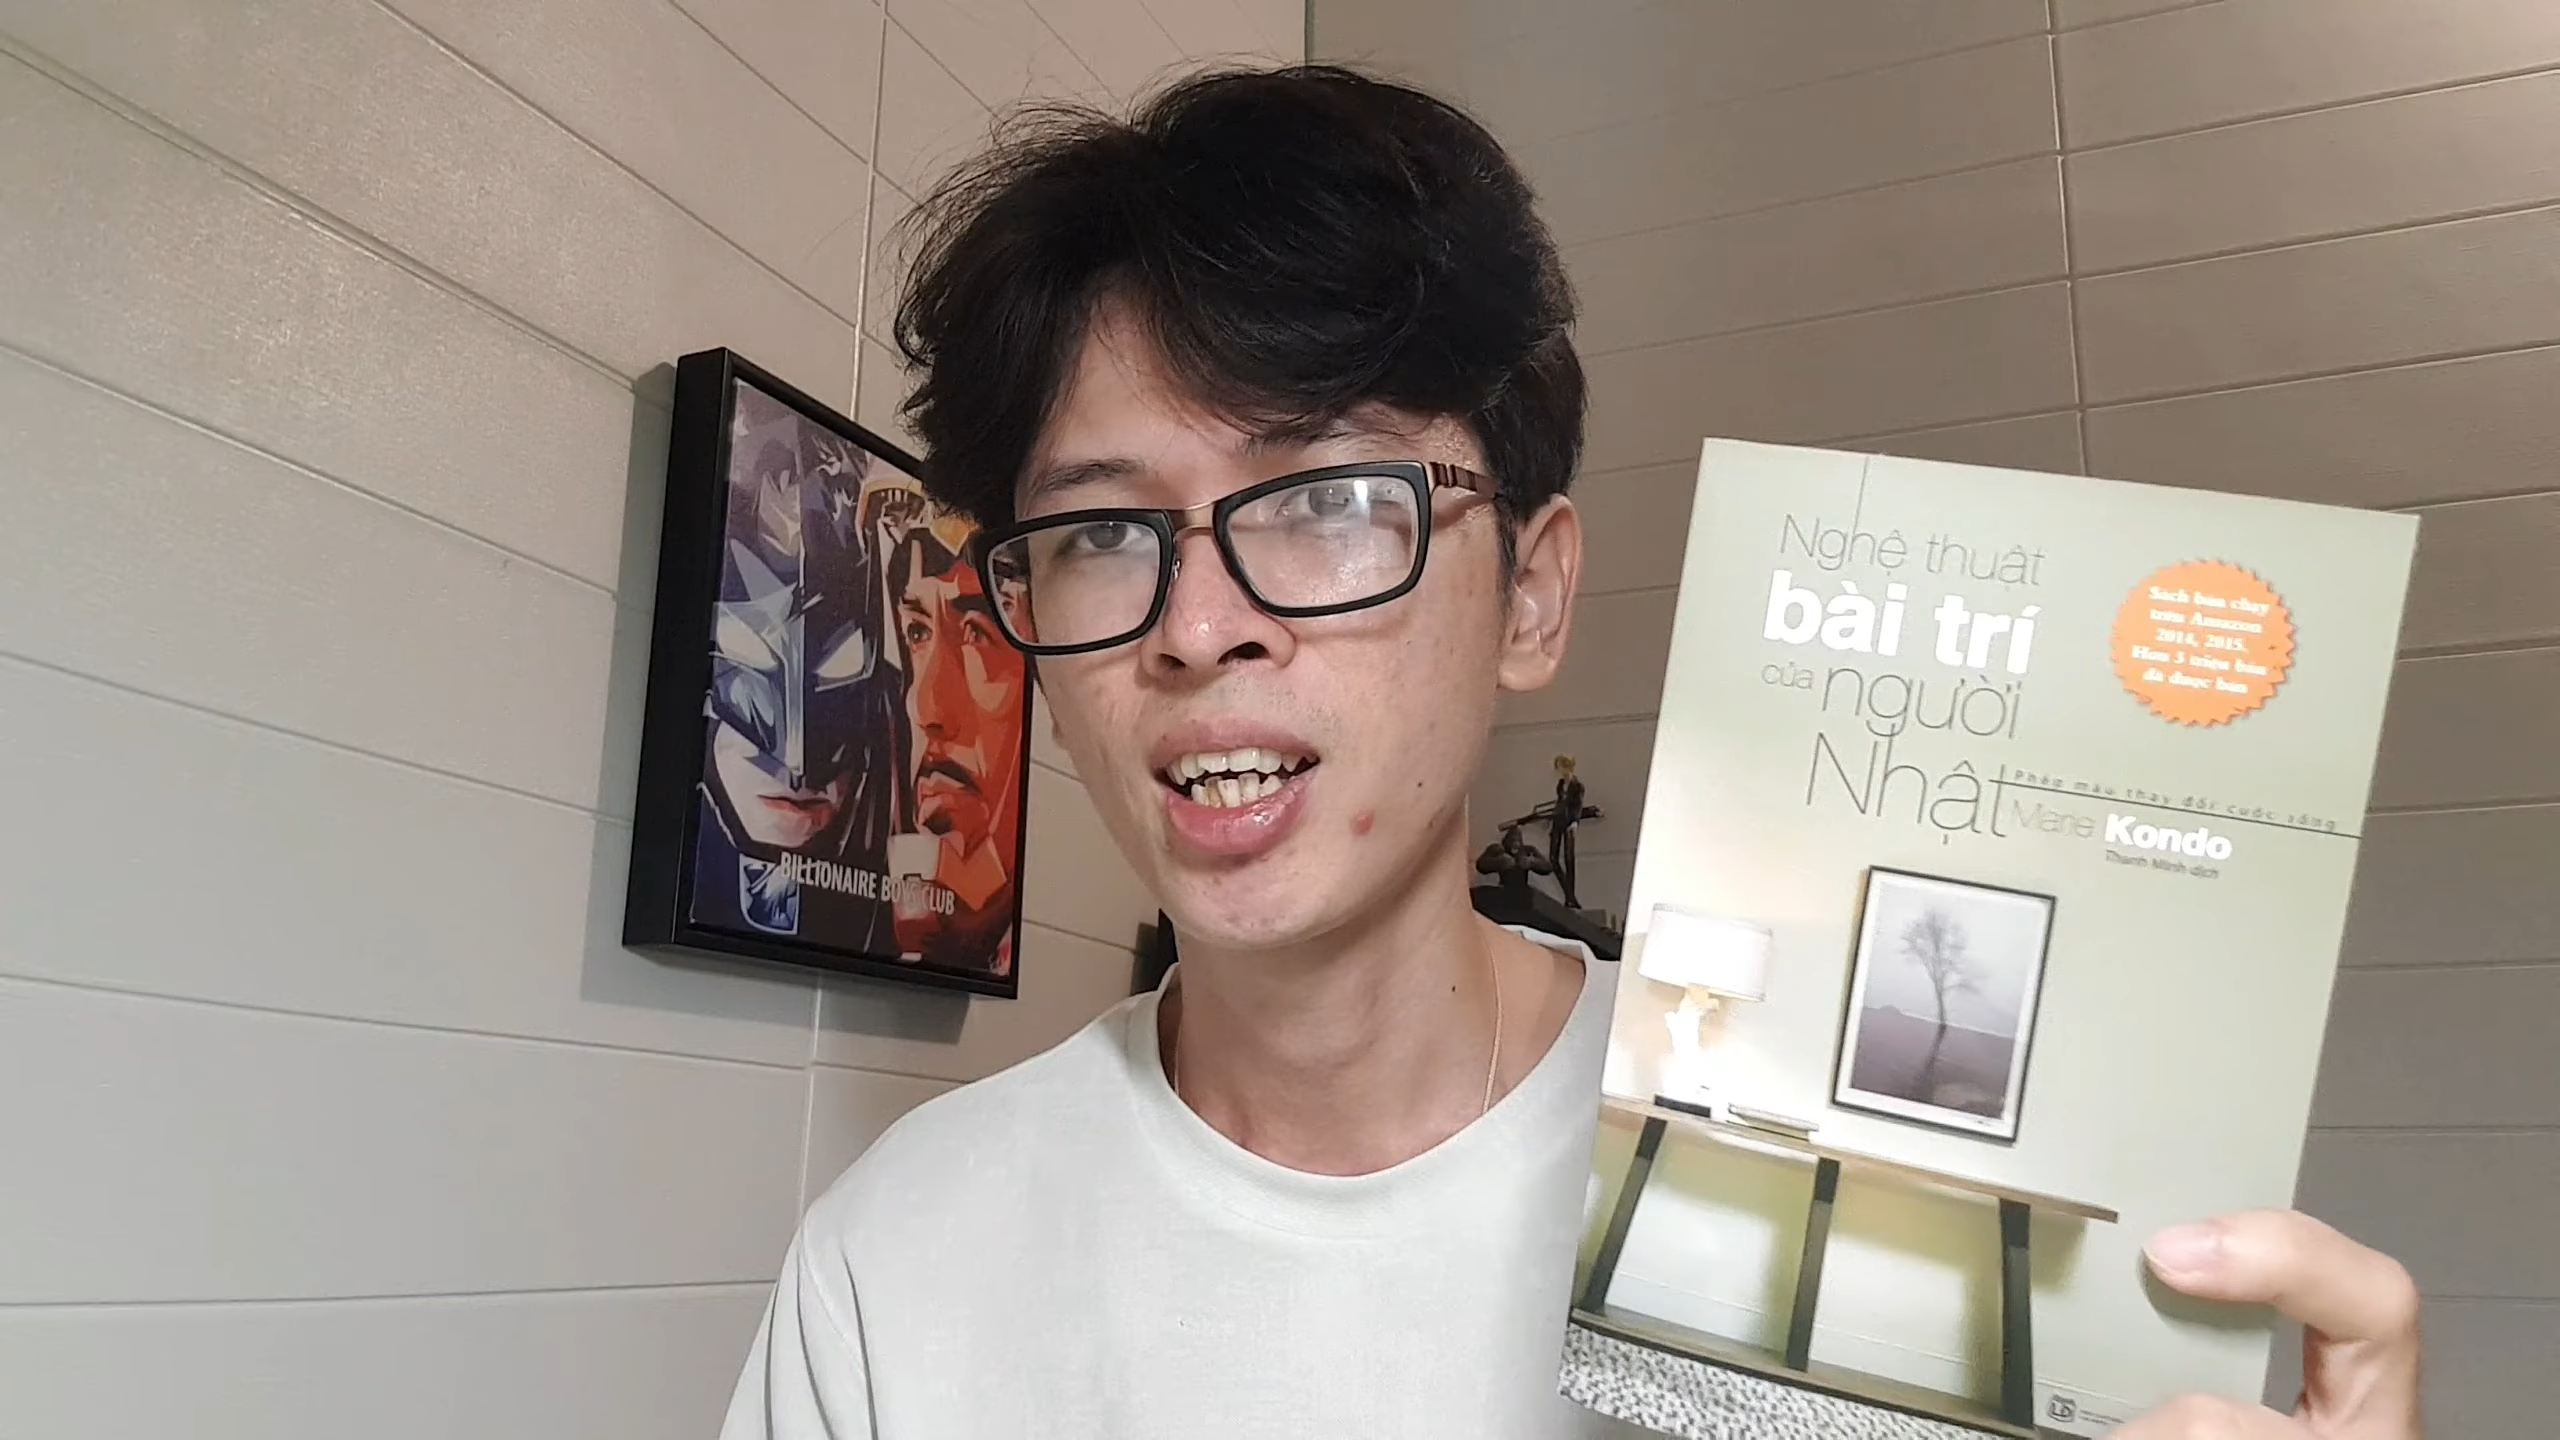 BILLIONAIRE BOYS CLUB
Nghệ thuật
bài trí
của người
Nhật
Sách bán chạy
trên Amazon
2014, 2015.
Hơn 3 triệu bản
đã được bán
Phép màu thay đổi cuộc sống
Marie Kondo
Thanh Minh dịch